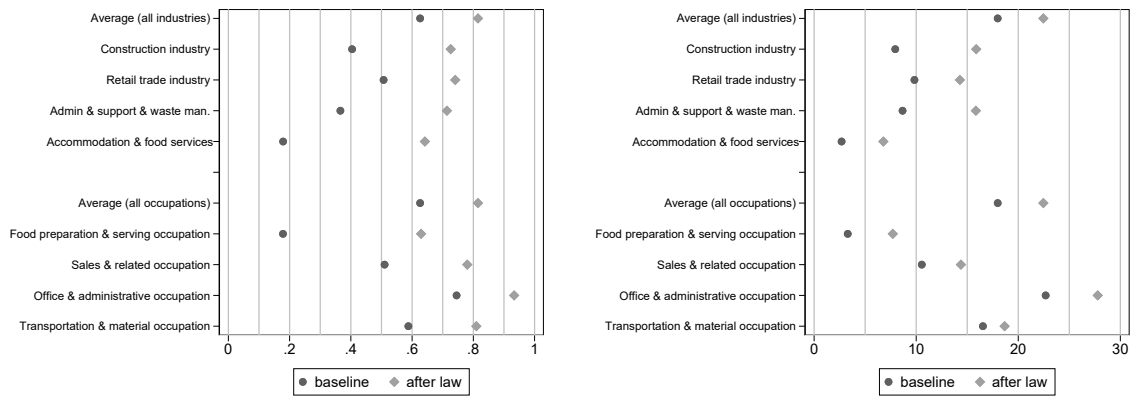 Average (all industries)
Construction industry
Retail trade industry
Admin & support & waste man.
Accommodation & food services
Average (all occupations)
Food preparation & serving occupation
Sales & related occupation
Office & administrative occupation
Transportation & material occupation
0 .2 .4 .6 .8 1
baseline after law
Average (all industries)
Construction industry
Retail trade industry
Admin & support & waste man.
Accommodation & food services
Average (all occupations)
Food preparation & serving occupation
Sales & related occupation
Office & administrative occupation
Transportation & material occupation
0 10 20 30
baseline after law